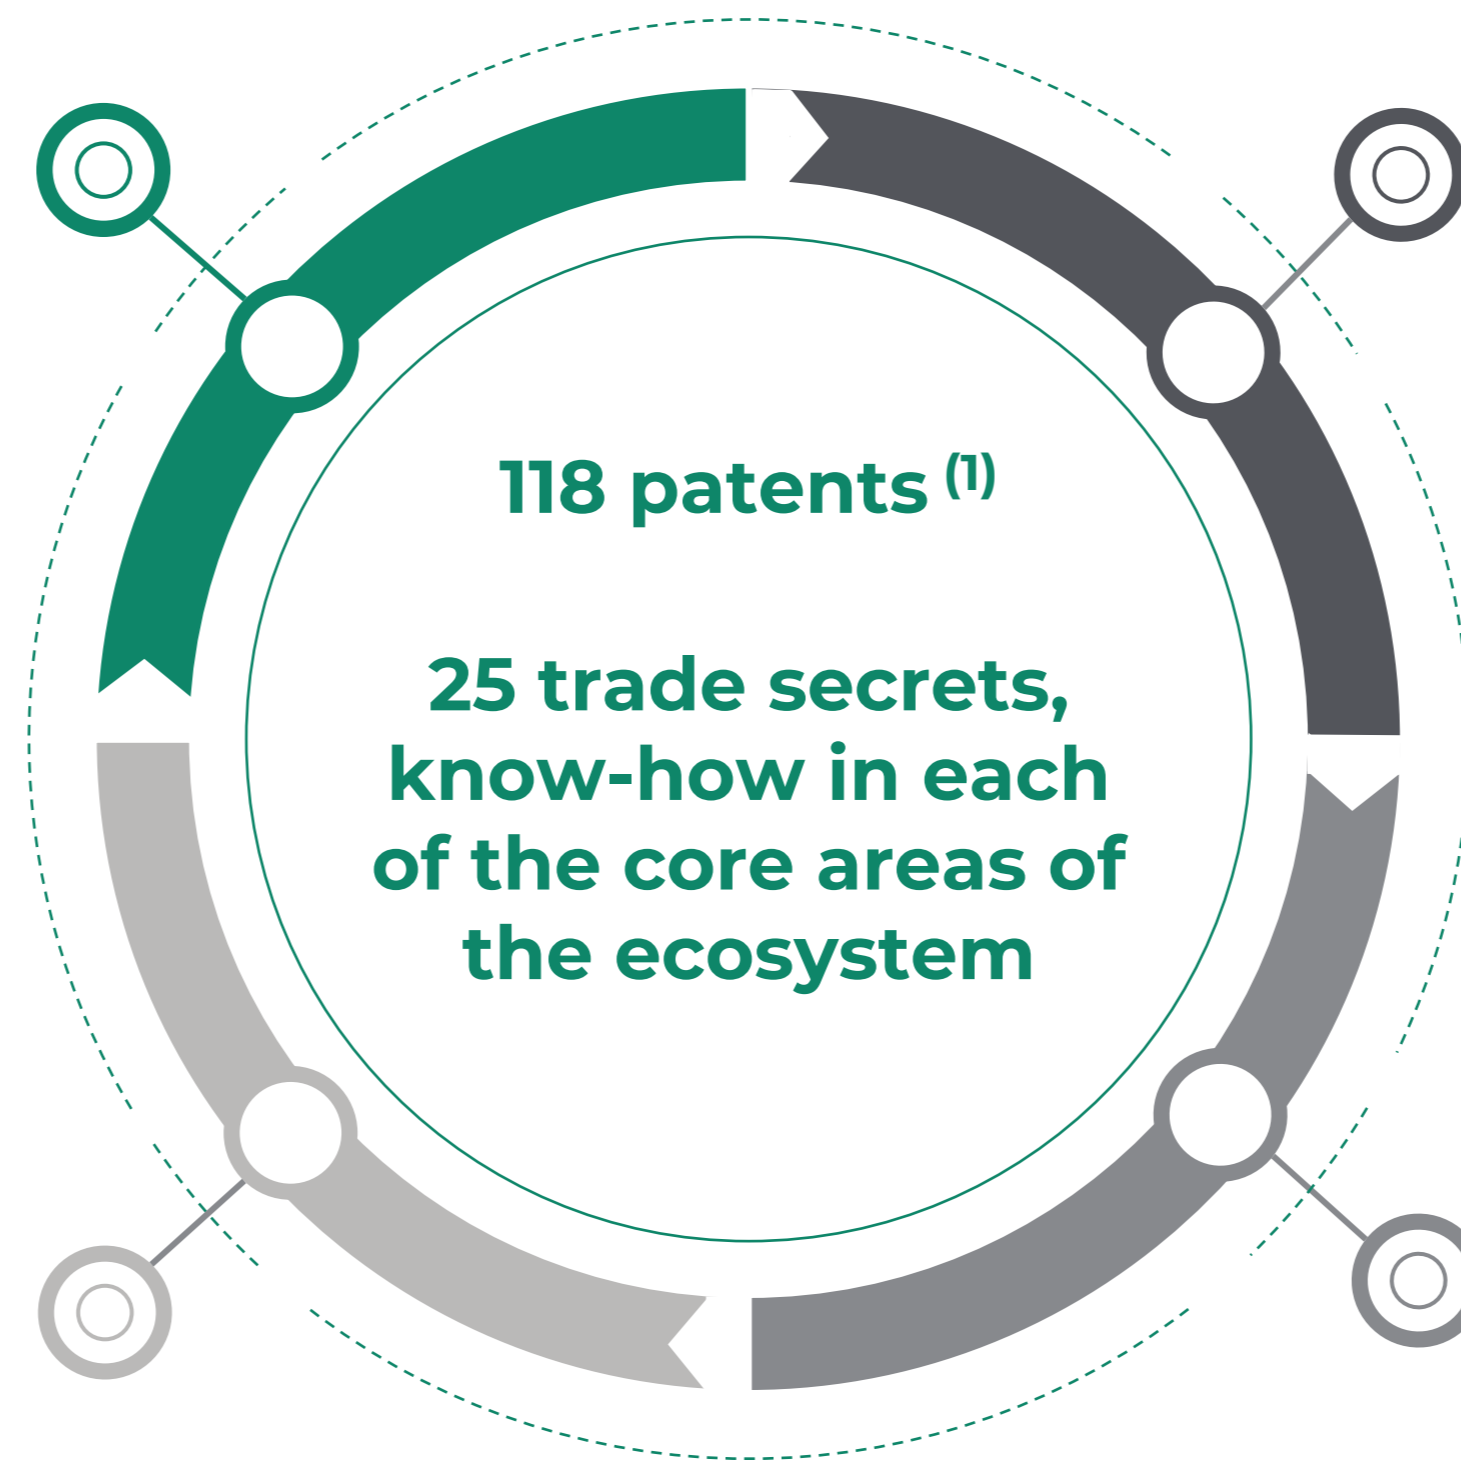 118 patents (1)
25 trade secrets,
know-how in each
of the core areas of
the ecosystem